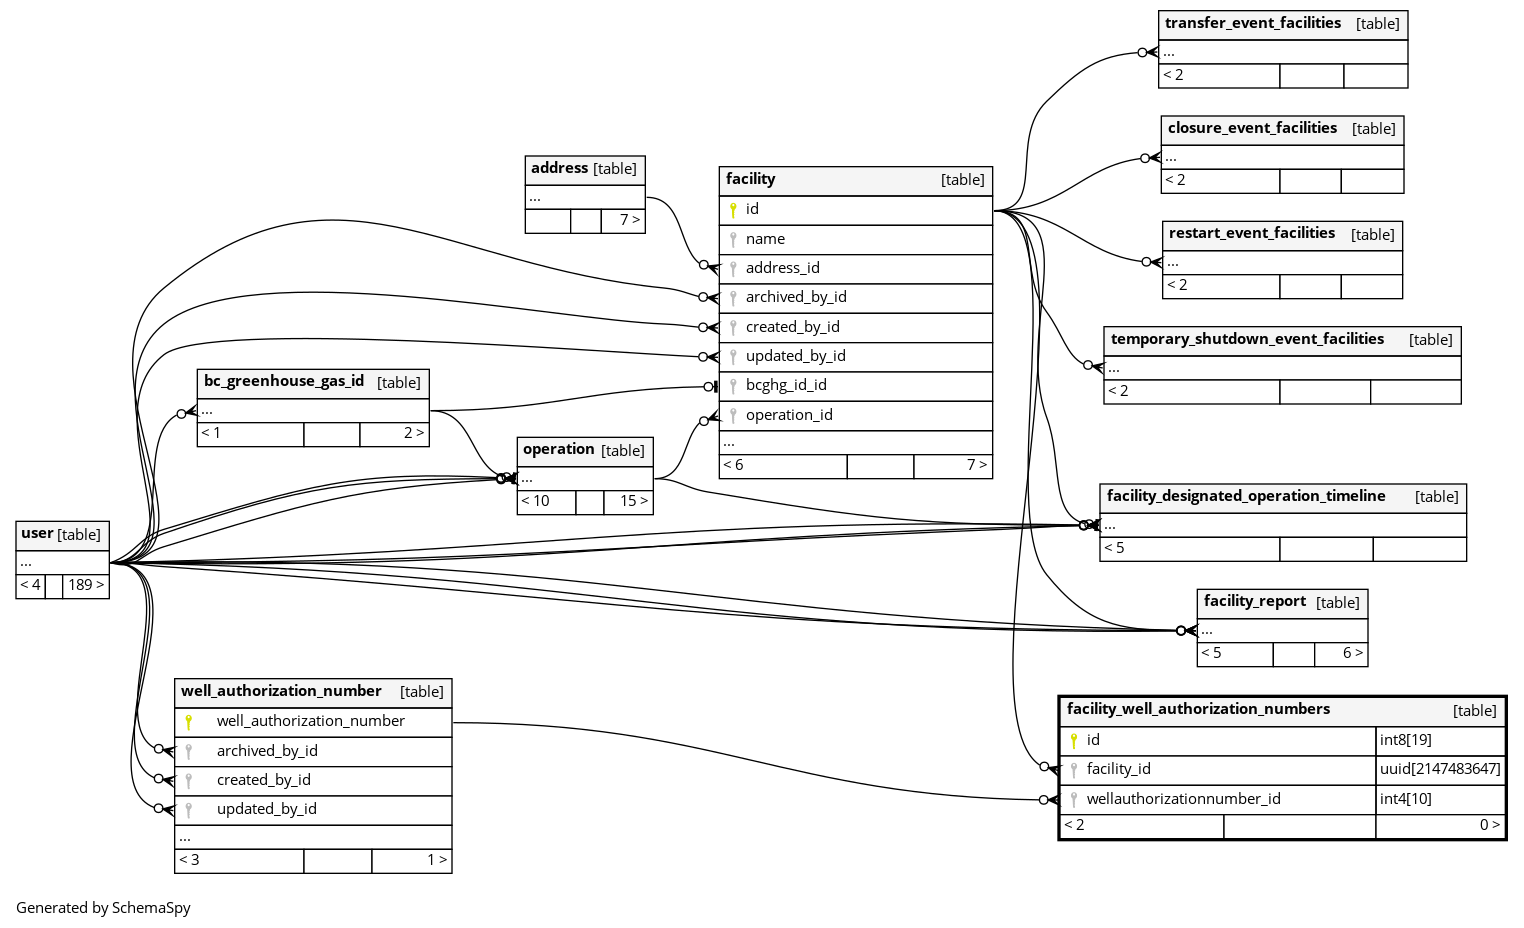 transfer_event_facilities [table]
...
< 2
closure_event_facilities [table]
...
< 2
address [table]
...
7 >
facility [table]
id
name
address_id
archived_by_id
created_by_id
updated_by_id
bcghg_id_id
operation_id
...
< 6 7 >
restart_event_facilities [table]
...
< 2
temporary_shutdown_event_facilities [table]
...
< 2
bc_greenhouse_gas_id [table]
...
< 1 2 >
operation [table]
...
< 10 15 >
facility_designated_operation_timeline [table]
...
< 5
user [table]
...
< 4 189 >
facility_report [table]
...
< 5 6 >
well_authorization_number [table]
well_authorization_number
archived_by_id
created_by_id
updated_by_id
...
< 3 1 >
facility_well_authorization_numbers [table]
id int8[19]
facility_id uuid[2147483647]
wellauthorizationnumber_id int4[10]
< 2 0 >
Generated by SchemaSpy